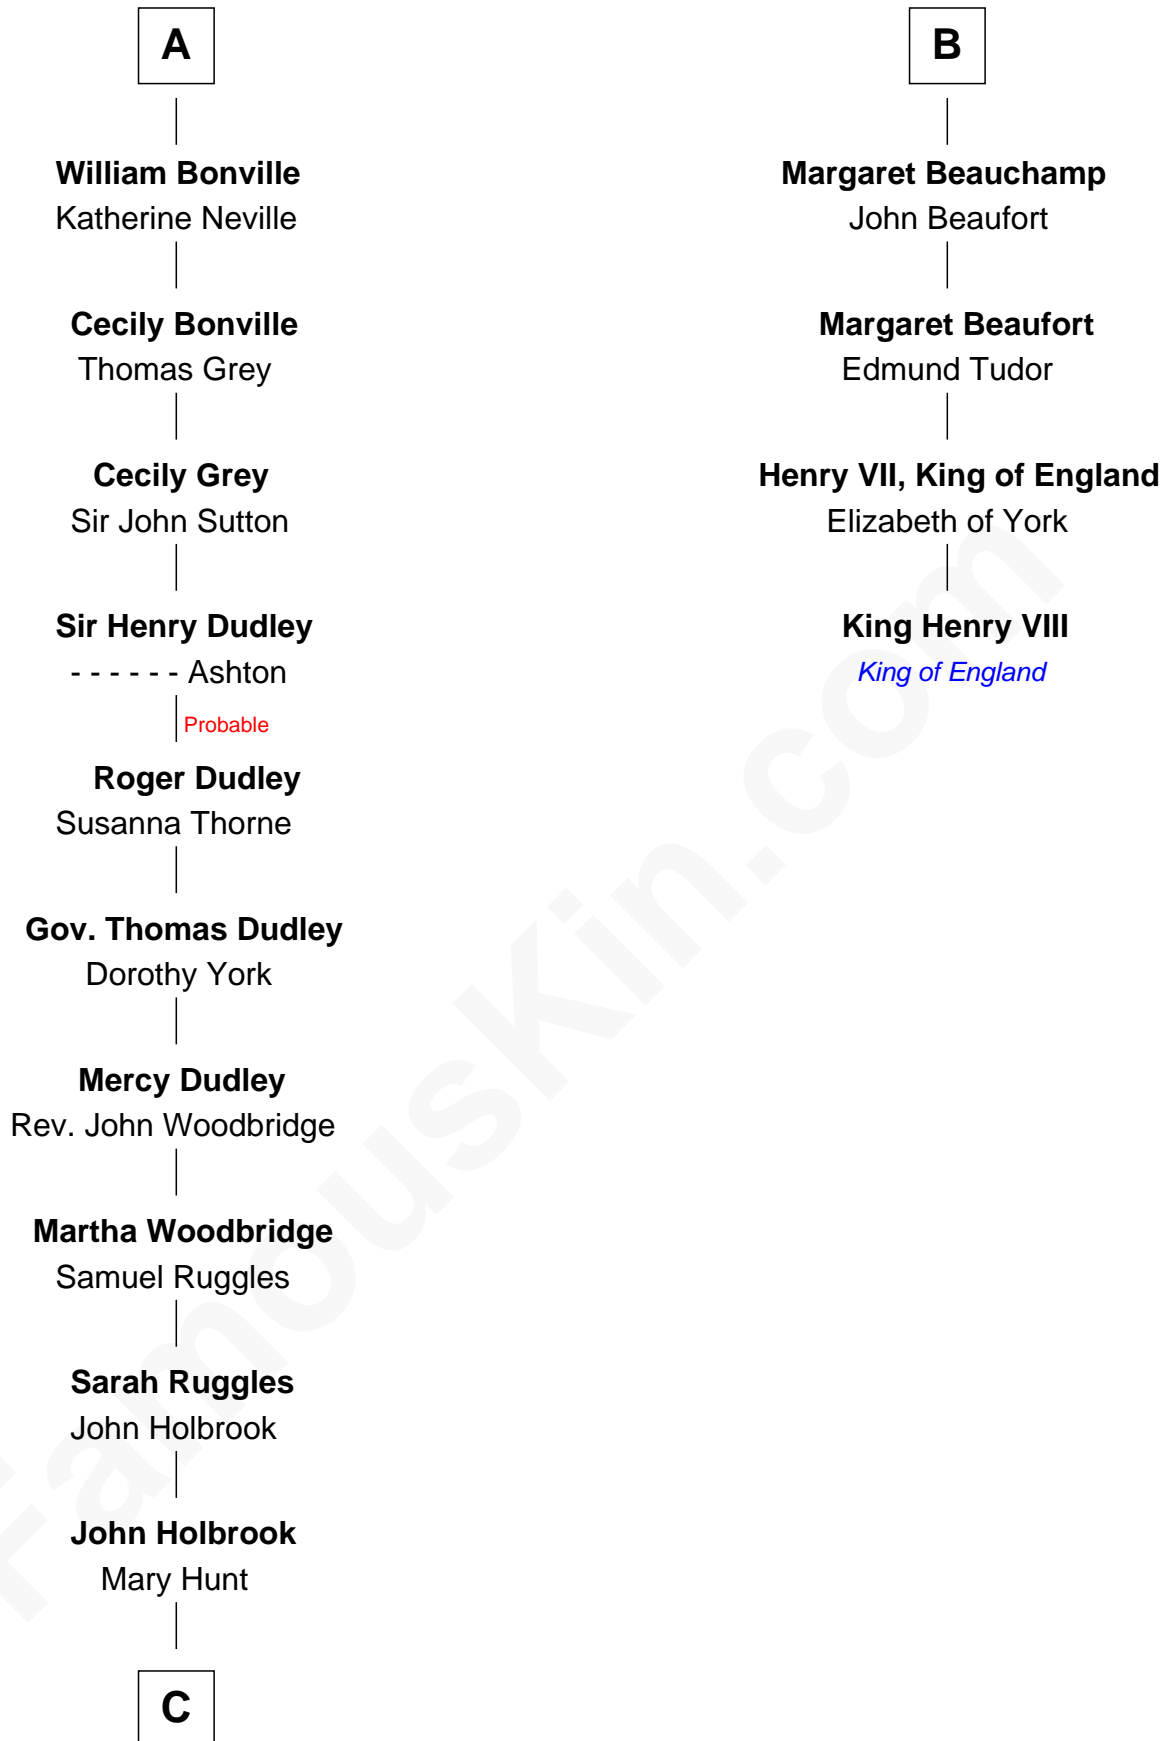 A
William Bonville
Katherine Neville
Cecily Bonville
Thomas Grey
Cecily Grey
Sir John Sutton
Sir Henry Dudley
- - - - - - Ashton
Probable
Roger Dudley
Susanna Thorne
Gov. Thomas Dudley
Dorothy York
Mercy Dudley
Rev. John Woodbridge
Martha Woodbridge
Samuel Ruggles
Sarah Ruggles
John Holbrook
John Holbrook
Mary Hunt
C
B
Margaret Beauchamp
John Beaufort
Margaret Beaufort
Edmund Tudor
Henry VII, King of England
Elizabeth of York
King Henry VIII
King of England
FamousKin.com